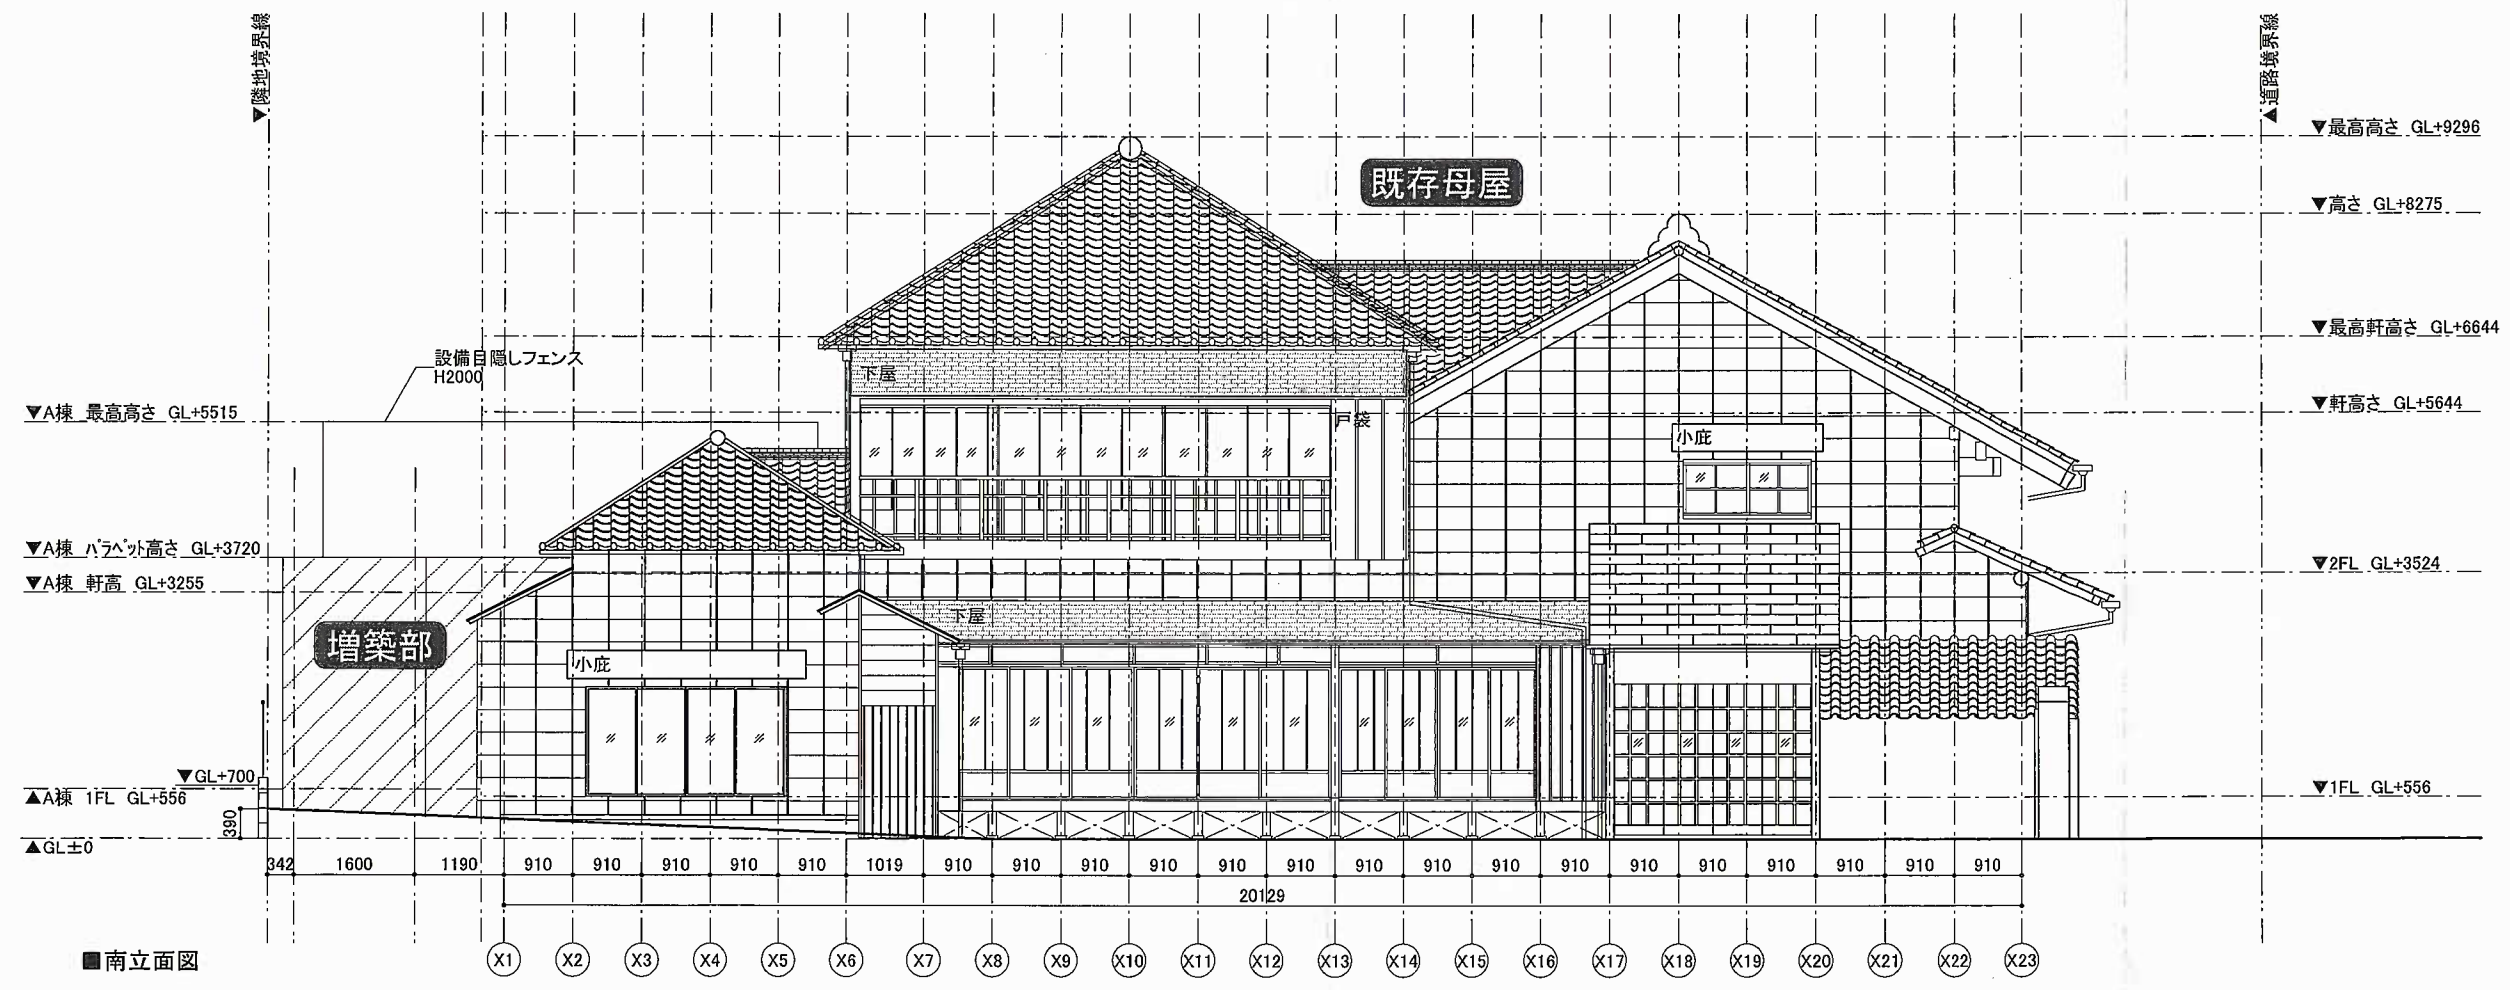 ▼隣地境界線
▲道路境界線
▼最高高さ GL+9296
既存母屋
▼高さ GL+8275
▼最高軒高さ GL+6644
設備目隠しフェンス
H2000
下屋
▼A棟 最高高さ GL+5515
戸袋
▼軒高さ GL+5644
小庇
▼A棟 パラペット高さ GL+3720
▼2FL GL+3524
▼A棟 軒高 GL+3255
下屋
増築部
小庇
▼GL+700
▲A棟 1FL GL+556
▼1FL GL+556
390
▲GL±0
342 1600 1190 910 910 910 910 910 1019 910 910 910 910 910 910 910 910 910 910 910 910 910 910 910 910
20129
■南立面図
X1 X2 X3 X4 X5 X6 X7 X8 X9 X10 X11 X12 X13 X14 X15 X16 X17 X18 X19 X20 X21 X22 X23